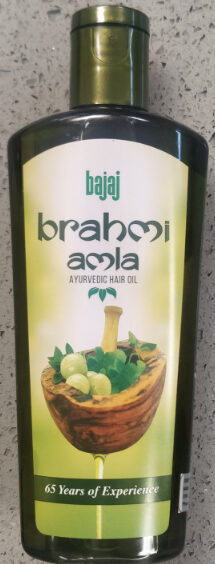 bajaj
brahmi
amla
AYURVEDIC HAIR OIL
65 Years of Experience